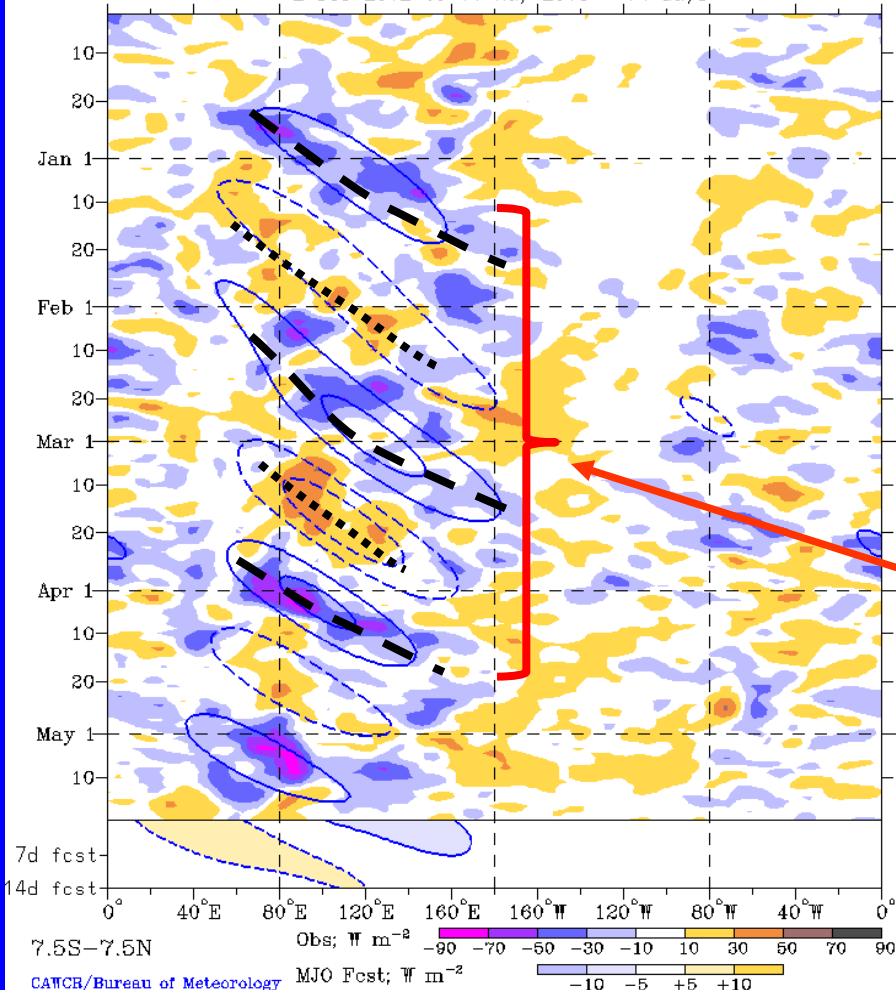 10
20
Jan 1
10
20
Feb 1
10
20
Mar 1
10
20
Apr 1
10
20
May 1
10
7d fcst
14d fcst
0° 40°E 80°E 120°E 160°E 160°W 120°W 80°W 40°W 0°
7.5S-7.5N
Obs; W m⁻²
-90 -70 -50 -30 -10 10 30 50 70 90
CAWCR/Bureau of Meteorology
MJO Fcst; W m⁻²
-10 -5 +5 +10